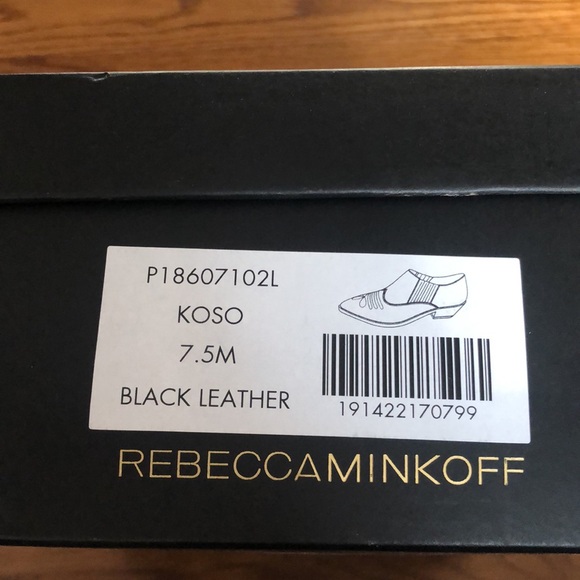 P18607102L
KOSO
7.5M
BLACK LEATHER
191422170799
REBECCAMINKOFF